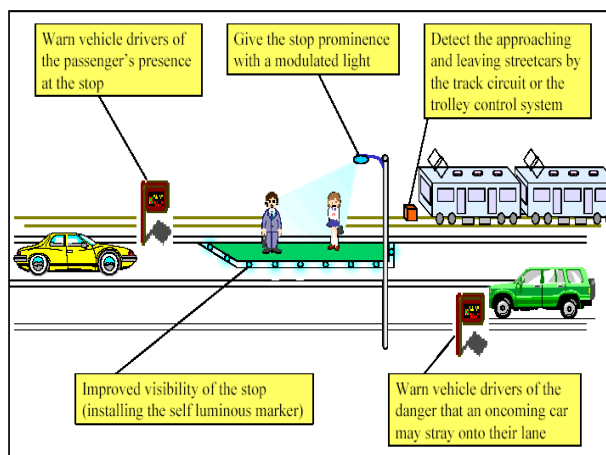 Warn vehicle drivers of
the passenger's presence
at the stop
Give the stop prominence
with a modulated light
Detect the approaching
and leaving streetcars by
the track circuit or the
trolley control system
Improved visibility of the stop
(installing the self luminous marker)
Warn vehicle drivers of the
danger that an oncoming car
may stray onto their lane